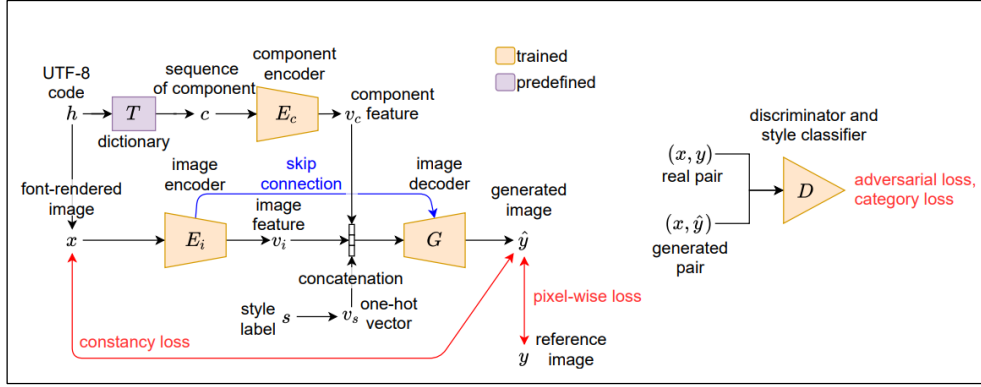 trained
predefined
UTF-8
code
h
T
dictionary
sequence
of component
c
component
encoder
E_c
v_c
component
feature
font-rendered
image
x
image
encoder
E_i
skip
connection
image
feature
v_i
image
decoder
G
generated
image
ŷ
concatenation
style
label
s
v_s
one-hot
vector
constancy loss
pixel-wise loss
y
reference
image
discriminator and
style classifier
(x, y)
real pair
(x, ŷ)
generated
pair
D
adversarial loss,
category loss